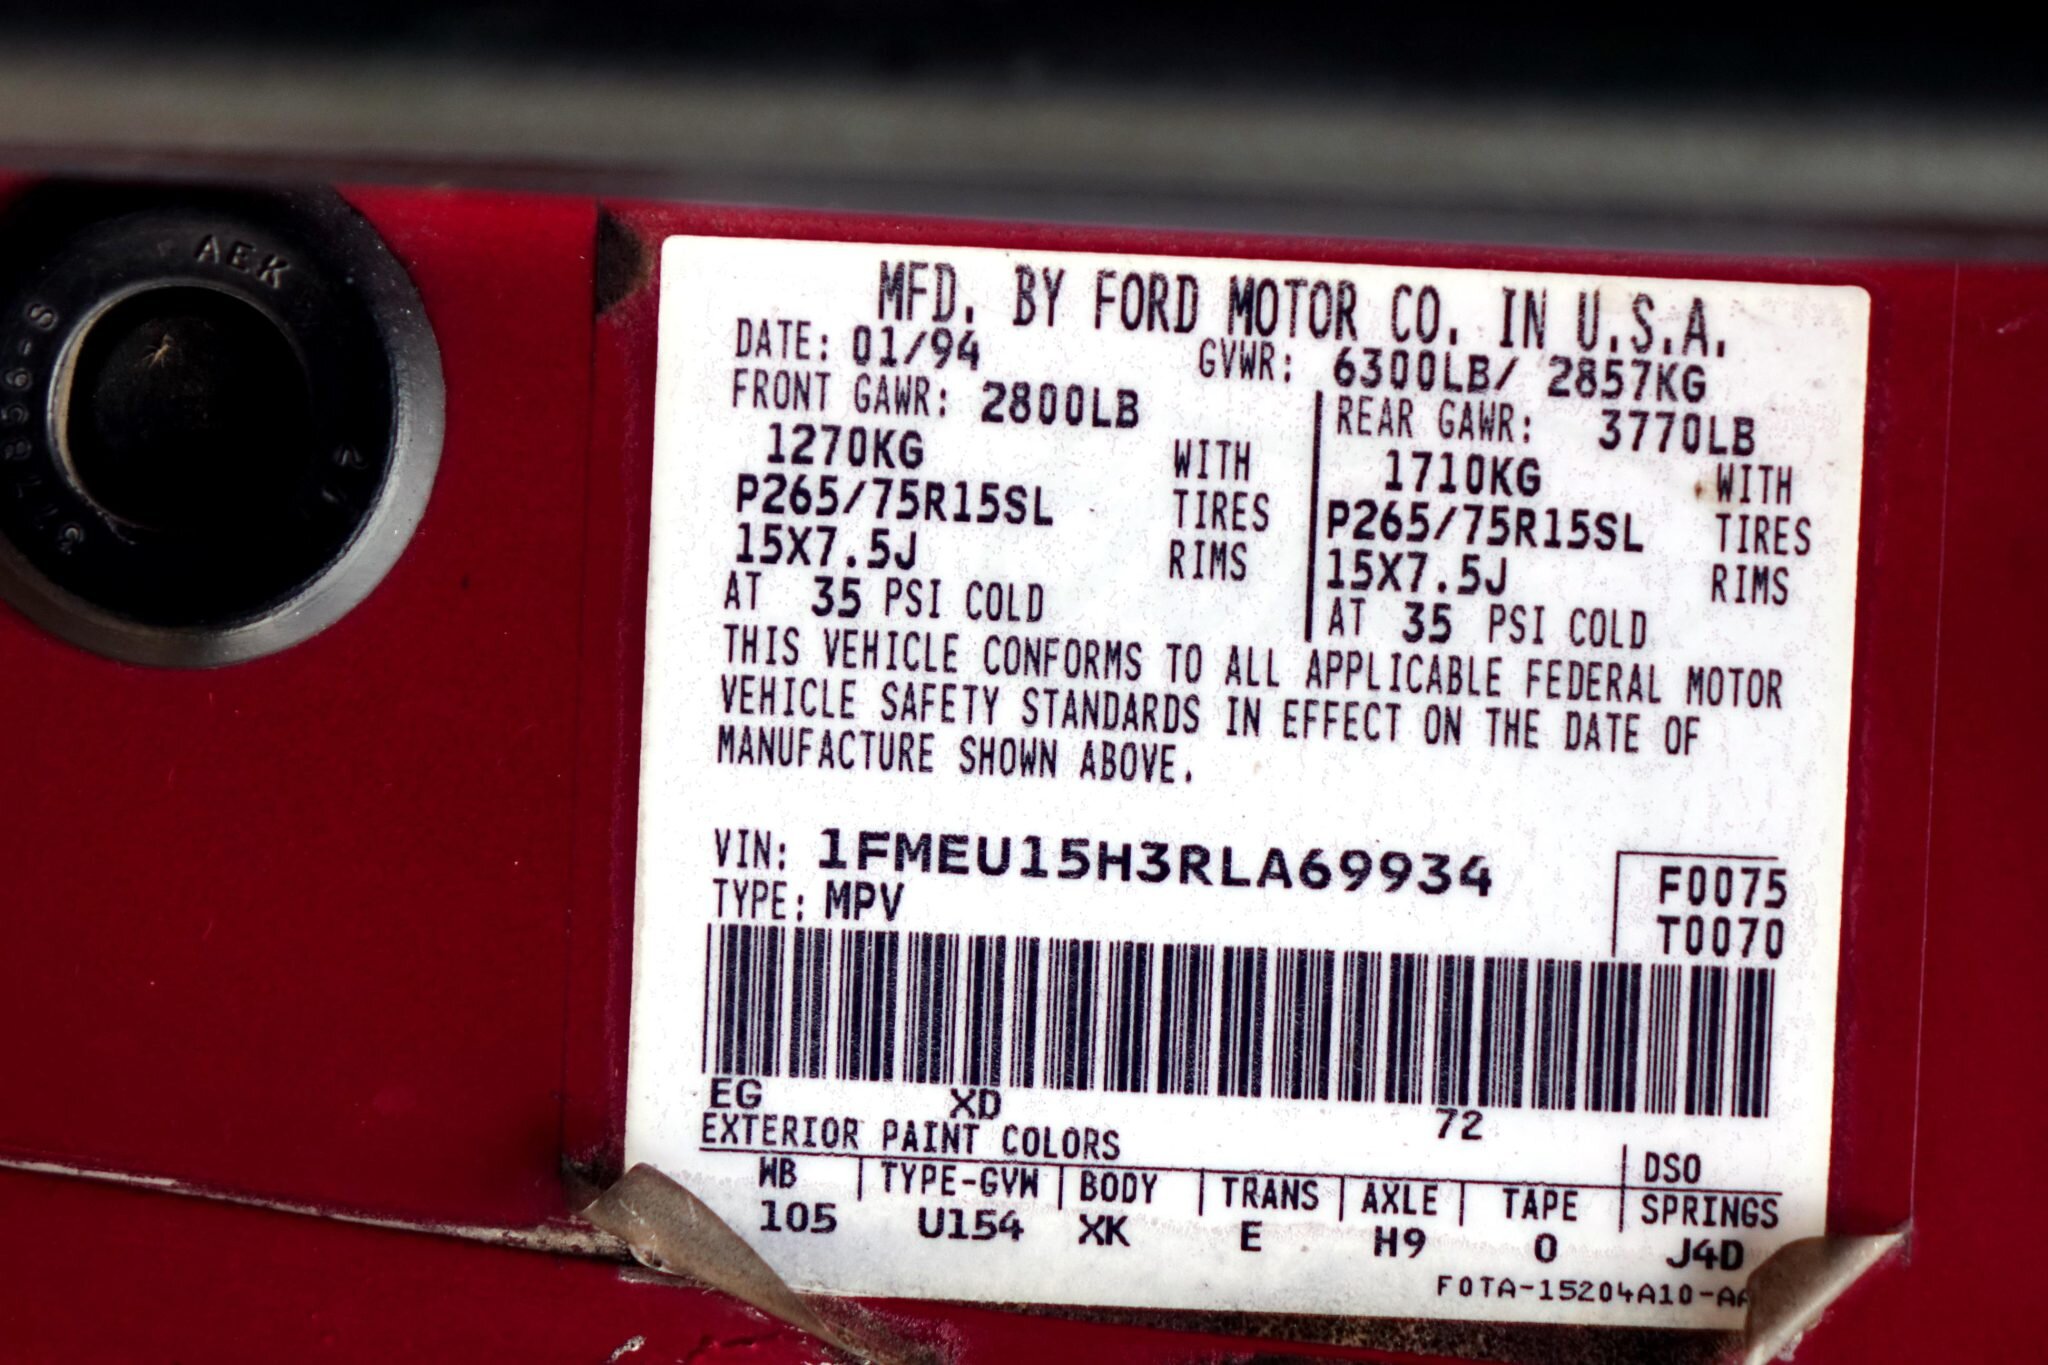 AEK
24
57856-S
MFD. BY FORD MOTOR CO. IN U.S.A.
DATE: 01/94 GVWR: 6300LB/ 2857KG
FRONT GAWR: 2800LB REAR GAWR: 3770LB
1270KG WITH 1710KG WITH
P265/75R15SL TIRES P265/75R15SL TIRES
15X7.5J RIMS 15X7.5J RIMS
AT 35 PSI COLD AT 35 PSI COLD
THIS VEHICLE CONFORMS TO ALL APPLICABLE FEDERAL MOTOR
VEHICLE SAFETY STANDARDS IN EFFECT ON THE DATE OF
MANUFACTURE SHOWN ABOVE.
VIN: 1FMEU15H3RLA69934 F0075
TYPE: MPV T0070
EG XD 72
EXTERIOR PAINT COLORS DSO
WB TYPE-GVW BODY TRANS AXLE TAPE SPRINGS
105 U154 XK E H9 0 J4D
F0TA-15204A10-AA